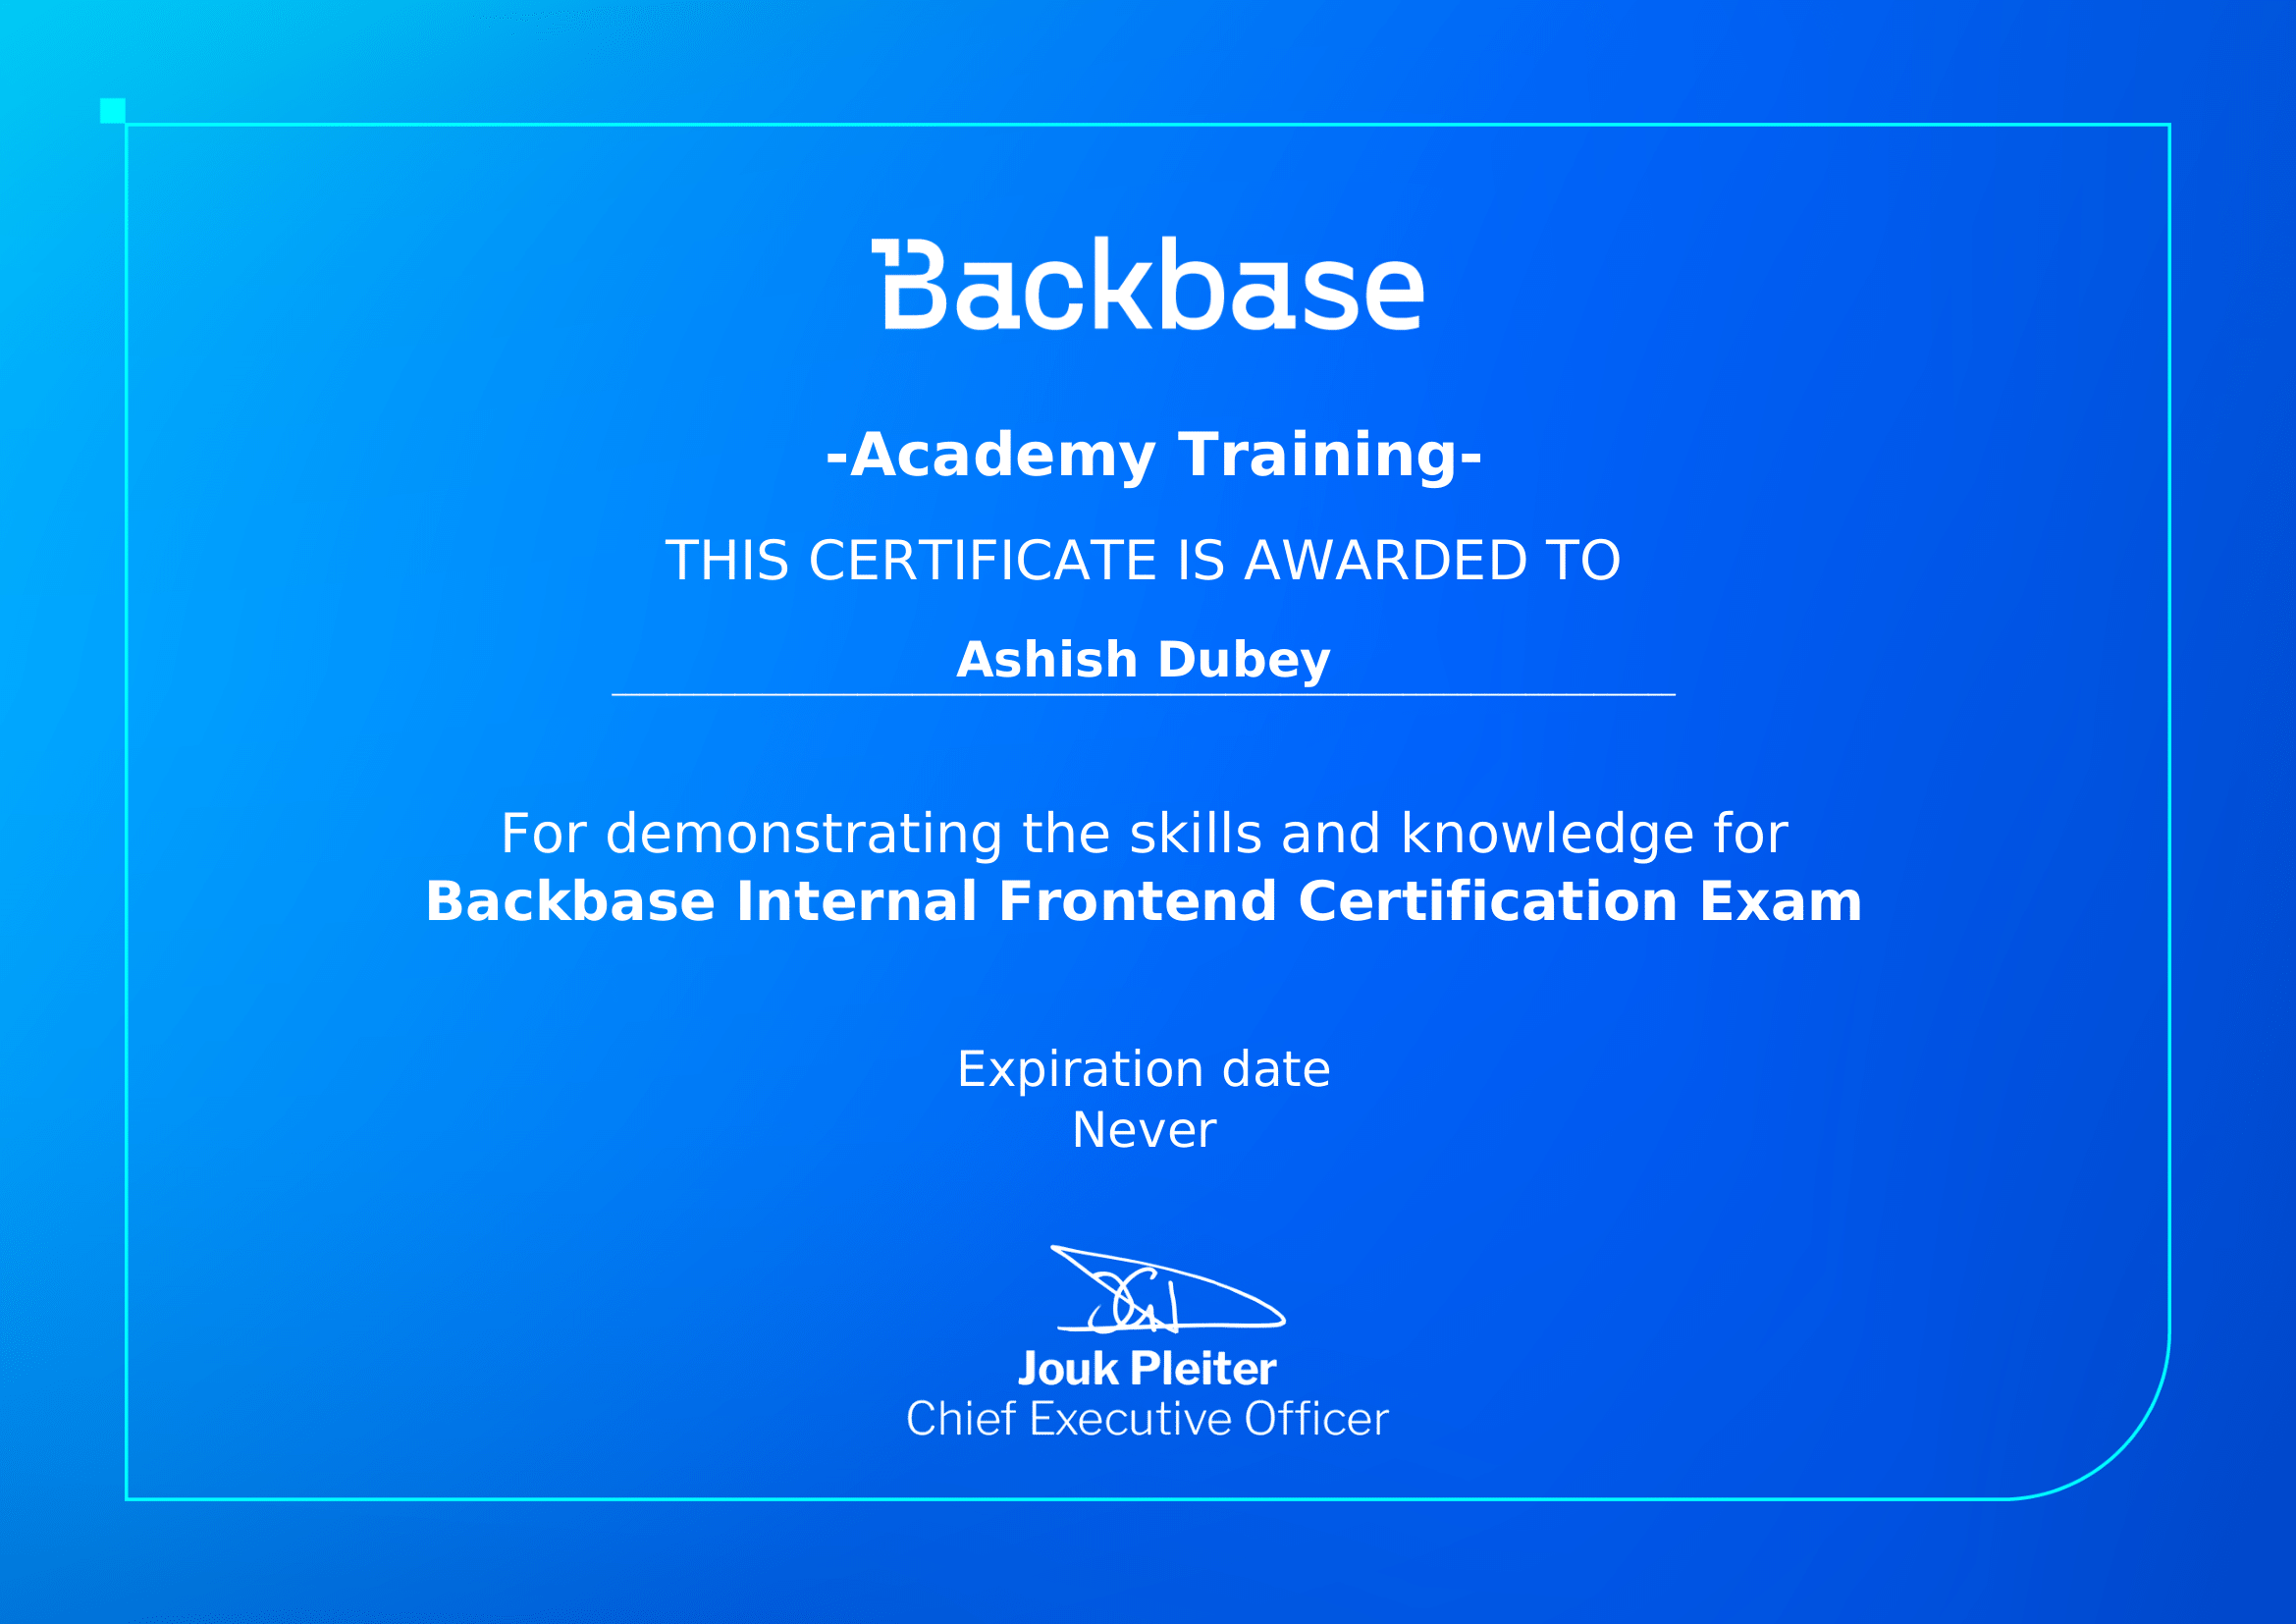 Backbase
-Academy Training-
THIS CERTIFICATE IS AWARDED TO
Ashish Dubey
For demonstrating the skills and knowledge for
Backbase Internal Frontend Certification Exam
Expiration date
Never
Jouk Pleiter
Chief Executive Officer